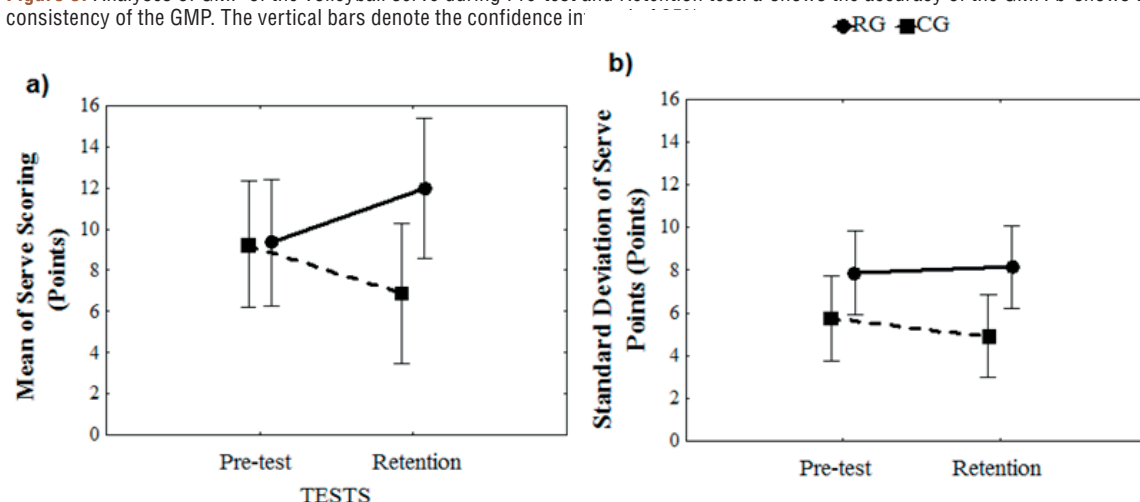 consistency of the GMP. The vertical bars denote the confidence
RG CG
a)
Mean of Serve Scoring
(Points)
16
14
12
10
8
6
4
2
0
Pre-test Retention
TESTS
b)
Standard Deviation of Serve
Points (Points)
16
14
12
10
8
6
4
2
0
Pre-test Retention